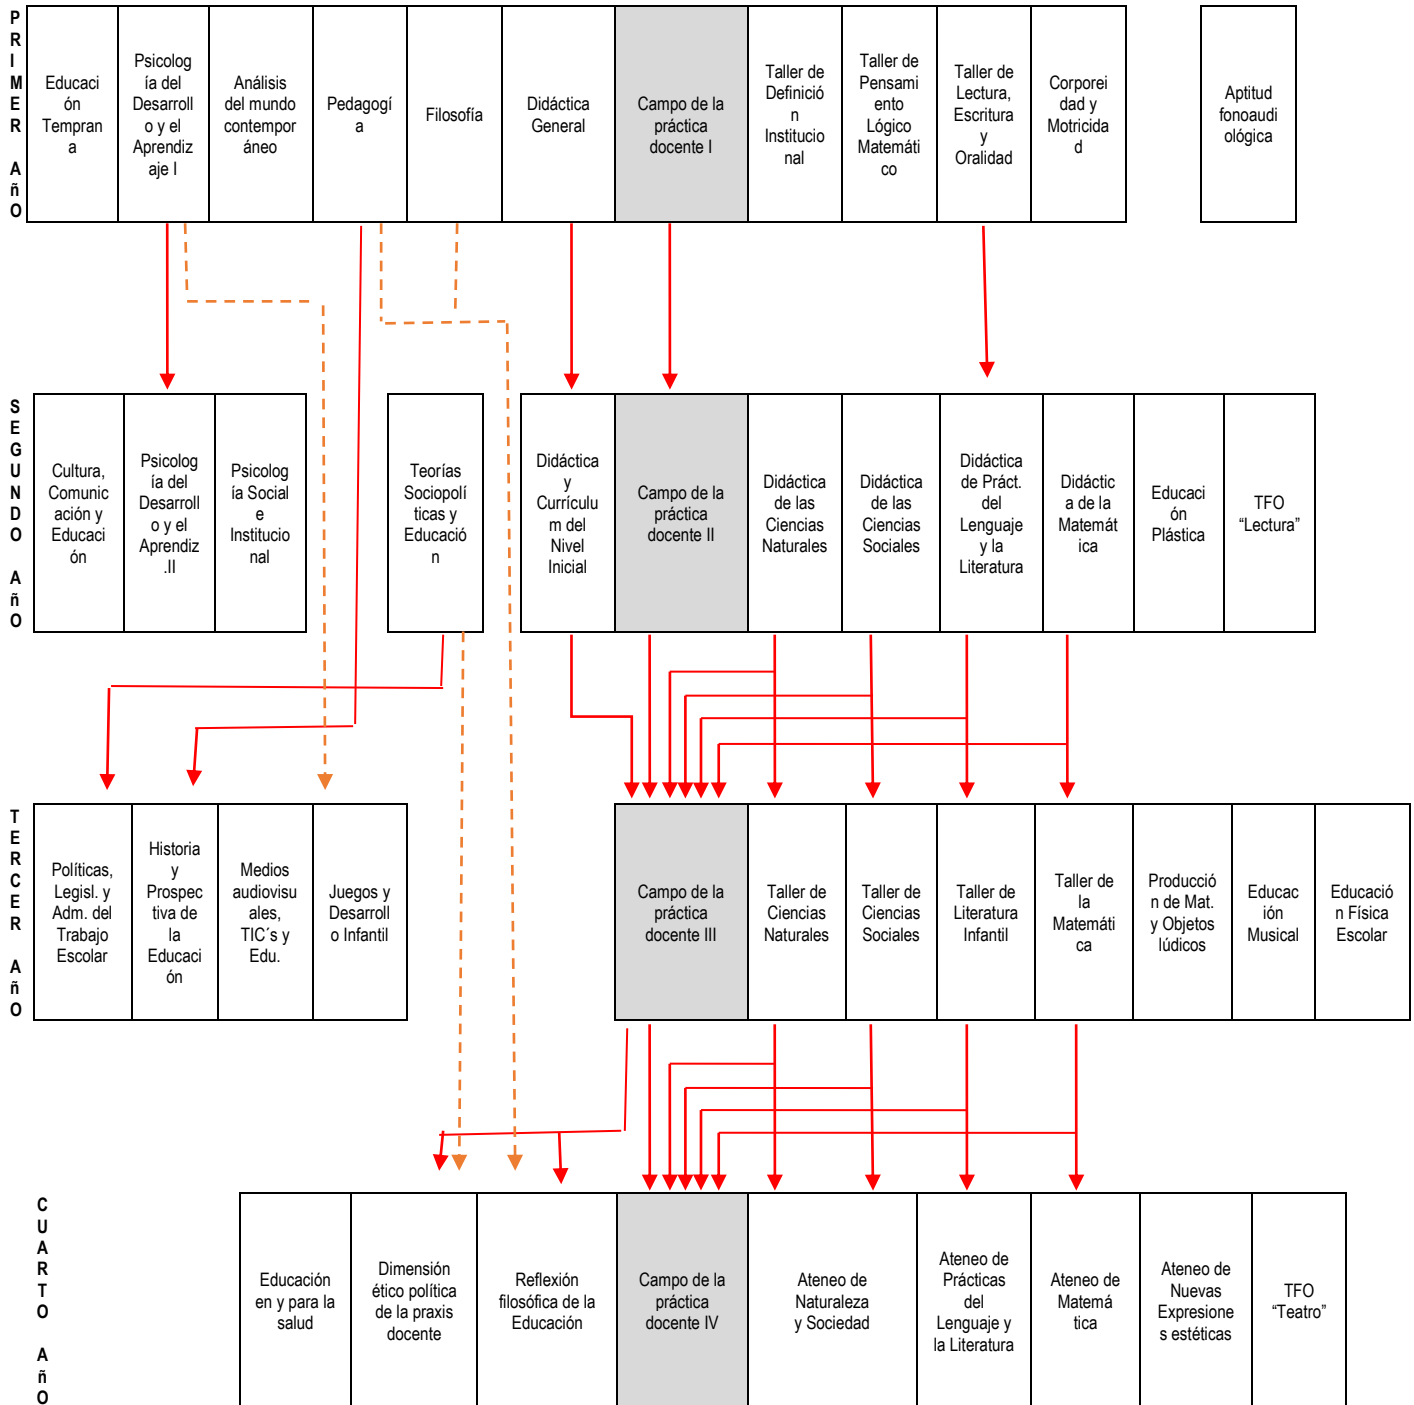 P
R
I
M
E
R
A
ñ
O
Educaci
ón
Tempran
a
Psicolog
ía del
Desarroll
o y el
Aprendiz
aje I
Análisis
del mundo
contempor
áneo
Pedagogí
a
Filosofía
Didáctica
General
Campo de la
práctica
docente I
Taller de
Definició
n
Institucio
nal
Taller de
Pensami
ento
Lógico
Matemáti
co
Taller de
Lectura,
Escritura
y
Oralidad
Corporei
dad y
Motricida
d
Aptitud
fonoaudi
ológica
S
E
G
U
N
D
O
A
ñ
O
Cultura,
Comunic
ación y
Educaci
ón
Psicolog
ía del
Desarroll
o y el
Aprendiz
.II
Psicolog
ía Social
e
Institucio
nal
Teorías
Sociopolí
ticas y
Educació
n
Didáctica
y
Currículu
m del
Nivel
Inicial
Campo de la
práctica
docente II
Didáctica
de las
Ciencias
Naturales
Didáctica
de las
Ciencias
Sociales
Didáctica
de Práct.
del
Lenguaje
y la
Literatura
Didáctic
a de la
Matemát
ica
Educaci
ón
Plástica
TFO
“Lectura”
T
E
R
C
E
R
A
ñ
O
Políticas,
Legisl. y
Adm. del
Trabajo
Escolar
Historia
y
Prospec
tiva de
la
Educaci
ón
Medios
audiovisu
ales,
TIC´s y
Edu.
Juegos y
Desarroll
o Infantil
Campo de la
práctica
docente III
Taller de
Ciencias
Naturales
Taller de
Ciencias
Sociales
Taller de
Literatura
Infantil
Taller de
la
Matemáti
ca
Producció
n de Mat.
y Objetos
lúdicos
Educac
ión
Musical
Educació
n Física
Escolar
C
U
A
R
T
O
A
ñ
O
Educación
en y para la
salud
Dimensión
ético política
de la praxis
docente
Reflexión
filosófica de la
Educación
Campo de la
práctica
docente IV
Ateneo de
Naturaleza
y Sociedad
Ateneo de
Prácticas
del
Lenguaje y
la Literatura
Ateneo de
Matemá
tica
Ateneo de
Nuevas
Expresione
s estéticas
TFO
“Teatro”